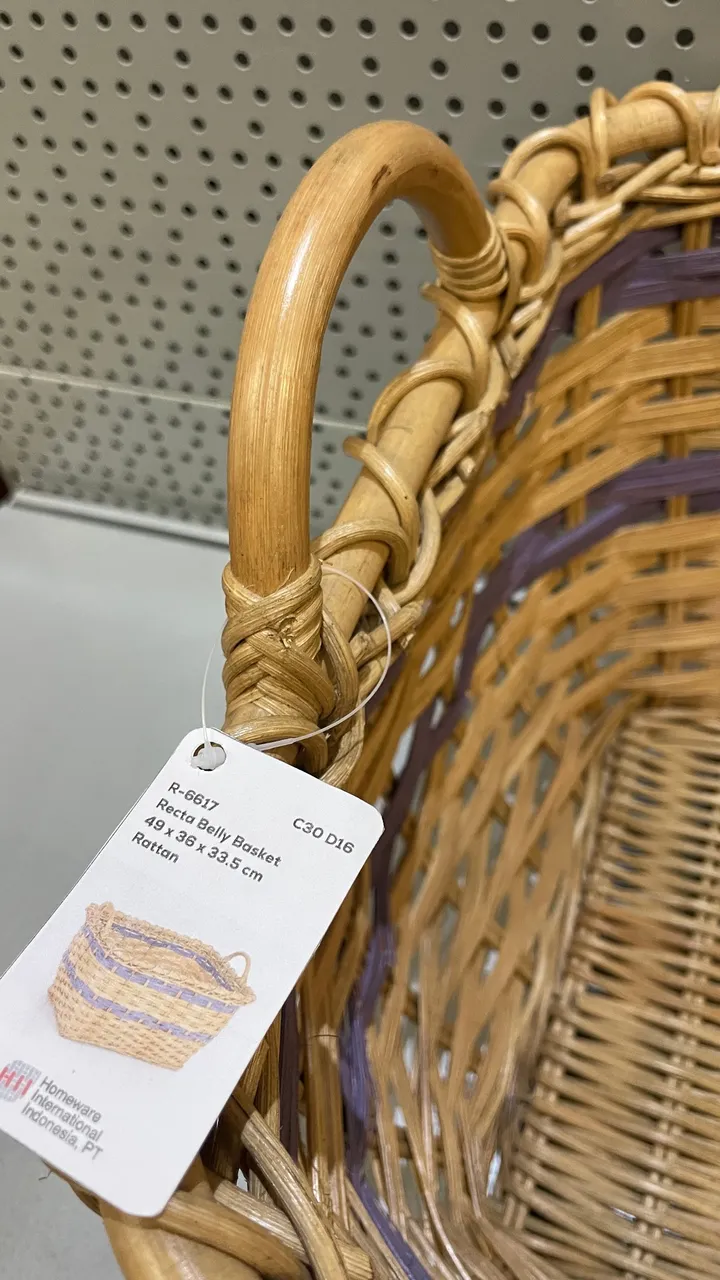 R-6617
C30 D16
Recta Belly Basket
49 x 36 x 33.5 cm
Rattan
HII
Homeware
International
Indonesia, PT